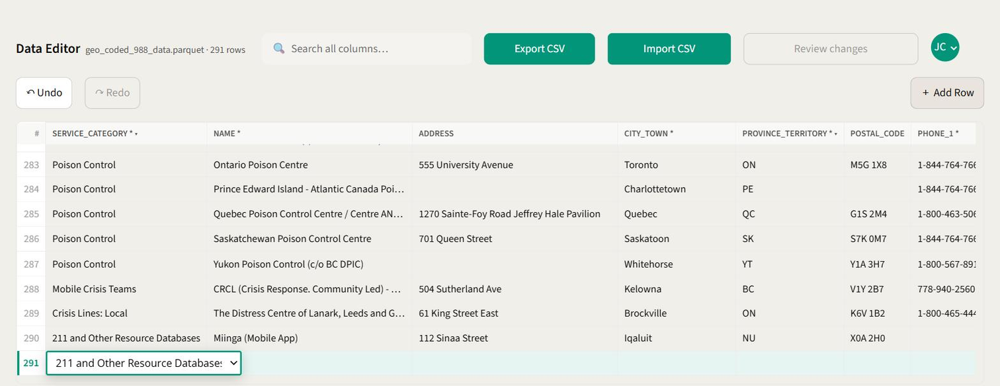 Data Editor geo_coded_988_data.parquet · 291 rows Search all columns… Export CSV Import CSV Review changes JC
Undo Redo + Add Row
# SERVICE_CATEGORY * NAME * ADDRESS CITY_TOWN * PROVINCE_TERRITORY * POSTAL_CODE PHONE_1 *
283 Poison Control Ontario Poison Centre 555 University Avenue Toronto ON M5G 1X8 1-844-764-766
284 Poison Control Prince Edward Island - Atlantic Canada Poi… Charlottetown PE 1-844-764-766
285 Poison Control Quebec Poison Control Centre / Centre AN… 1270 Sainte-Foy Road Jeffrey Hale Pavilion Quebec QC G1S 2M4 1-800-463-506
286 Poison Control Saskatchewan Poison Control Centre 701 Queen Street Saskatoon SK S7K 0M7 1-844-764-766
287 Poison Control Yukon Poison Control (c/o BC DPIC) Whitehorse YT Y1A 3H7 1-800-567-891
288 Mobile Crisis Teams CRCL (Crisis Response. Community Led) - … 504 Sutherland Ave Kelowna BC V1Y 2B7 778-940-2560
289 Crisis Lines: Local The Distress Centre of Lanark, Leeds and G… 61 King Street East Brockville ON K6V 1B2 1-800-465-444
290 211 and Other Resource Databases Miinga (Mobile App) 112 Sinaa Street Iqaluit NU X0A 2H0
291 211 and Other Resource Databases